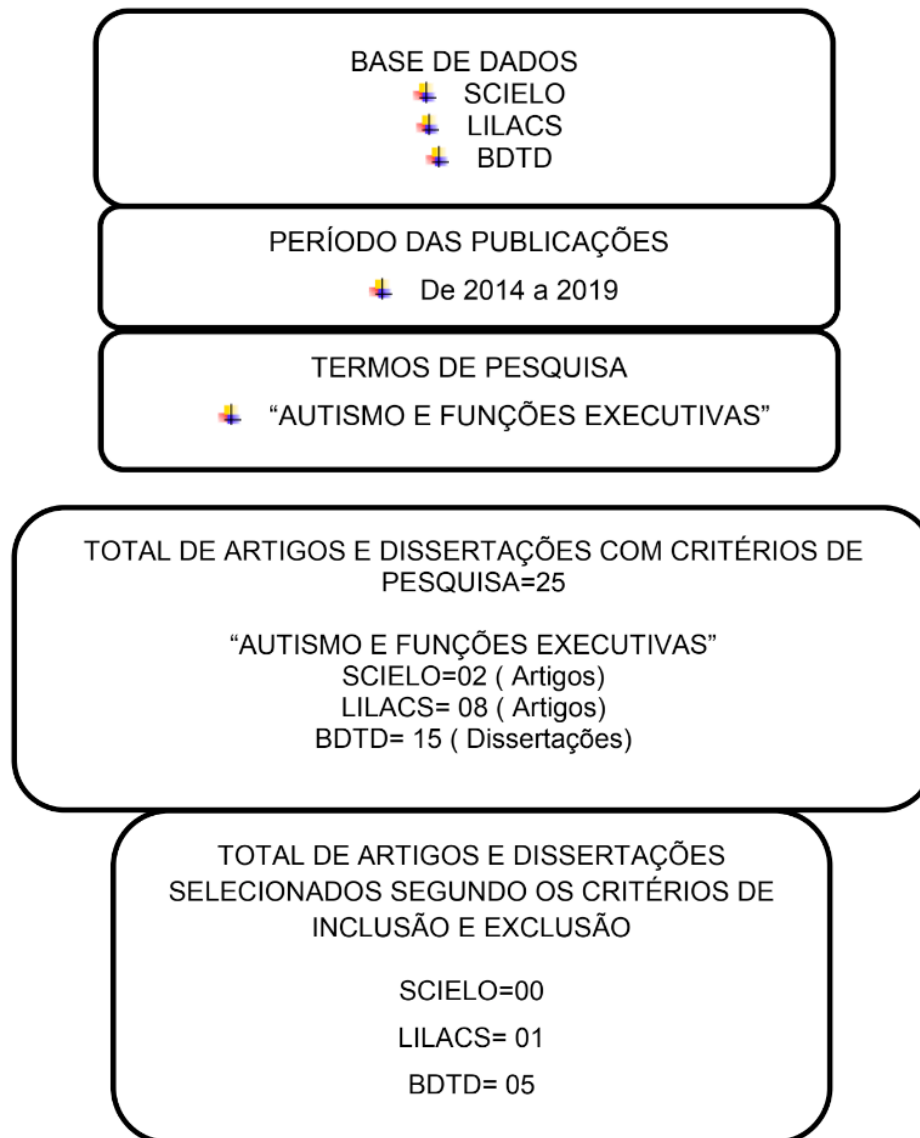 BASE DE DADOS
SCIELO
LILACS
BDTD
PERÍODO DAS PUBLICAÇÕES
De 2014 a 2019
TERMOS DE PESQUISA
“AUTISMO E FUNÇÕES EXECUTIVAS”
TOTAL DE ARTIGOS E DISSERTAÇÕES COM CRITÉRIOS DE
PESQUISA=25
“AUTISMO E FUNÇÕES EXECUTIVAS”
SCIELO=02 ( Artigos)
LILACS= 08 ( Artigos)
BDTD= 15 ( Dissertações)
TOTAL DE ARTIGOS E DISSERTAÇÕES
SELECIONADOS SEGUNDO OS CRITÉRIOS DE
INCLUSÃO E EXCLUSÃO
SCIELO=00
LILACS= 01
BDTD= 05